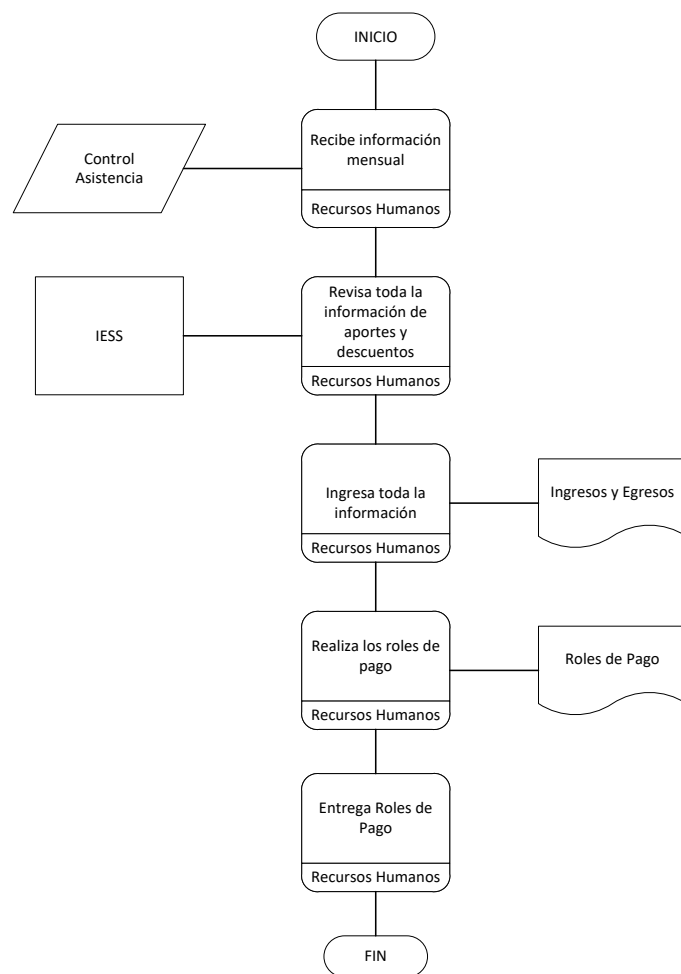 INICIO
Control
Asistencia
Recibe información
mensual
Recursos Humanos
IESS
Revisa toda la
información de
aportes y
descuentos
Recursos Humanos
Ingresa toda la
información
Recursos Humanos
Ingresos y Egresos
Realiza los roles de
pago
Recursos Humanos
Roles de Pago
Entrega Roles de
Pago
Recursos Humanos
FIN